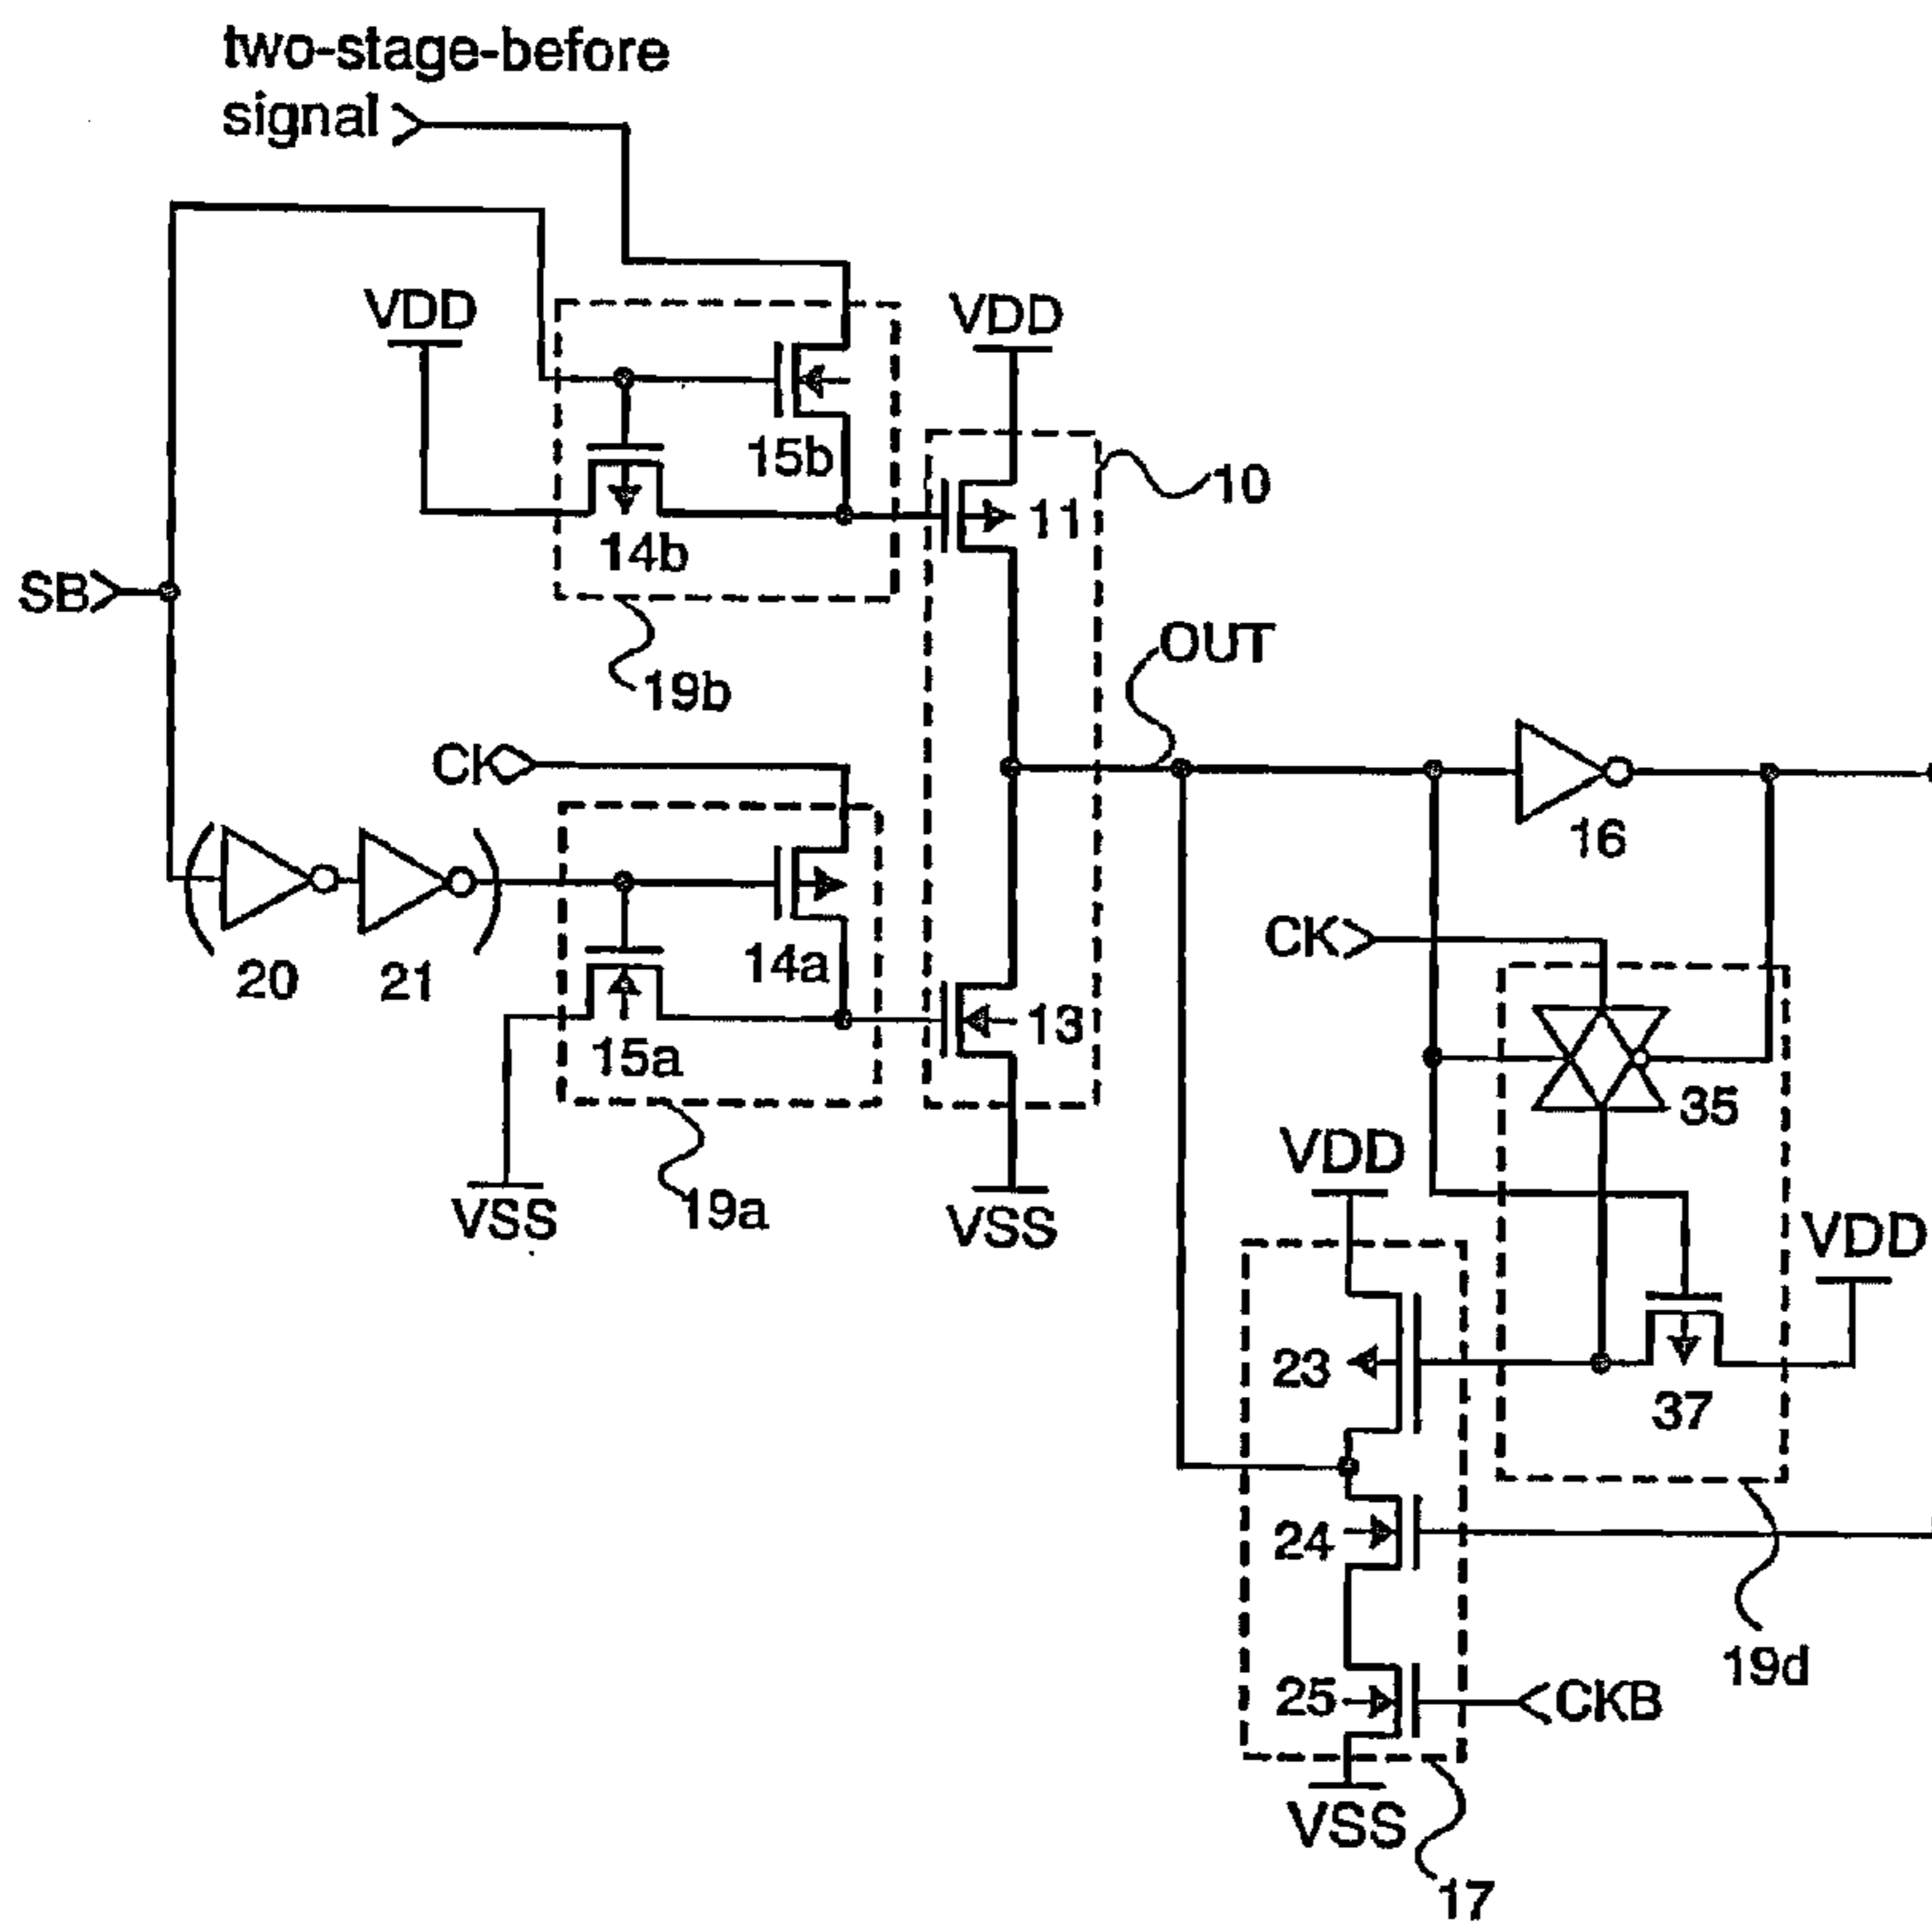 two-stage-before
signal
VDD
VDD
15b
10
11
14b
SB
OUT
19b
CK
16
14a
CK
20
21
13
15a
35
VDD
19a
VSS
VSS
VDD
23
37
24
19d
25
CKB
VSS
17